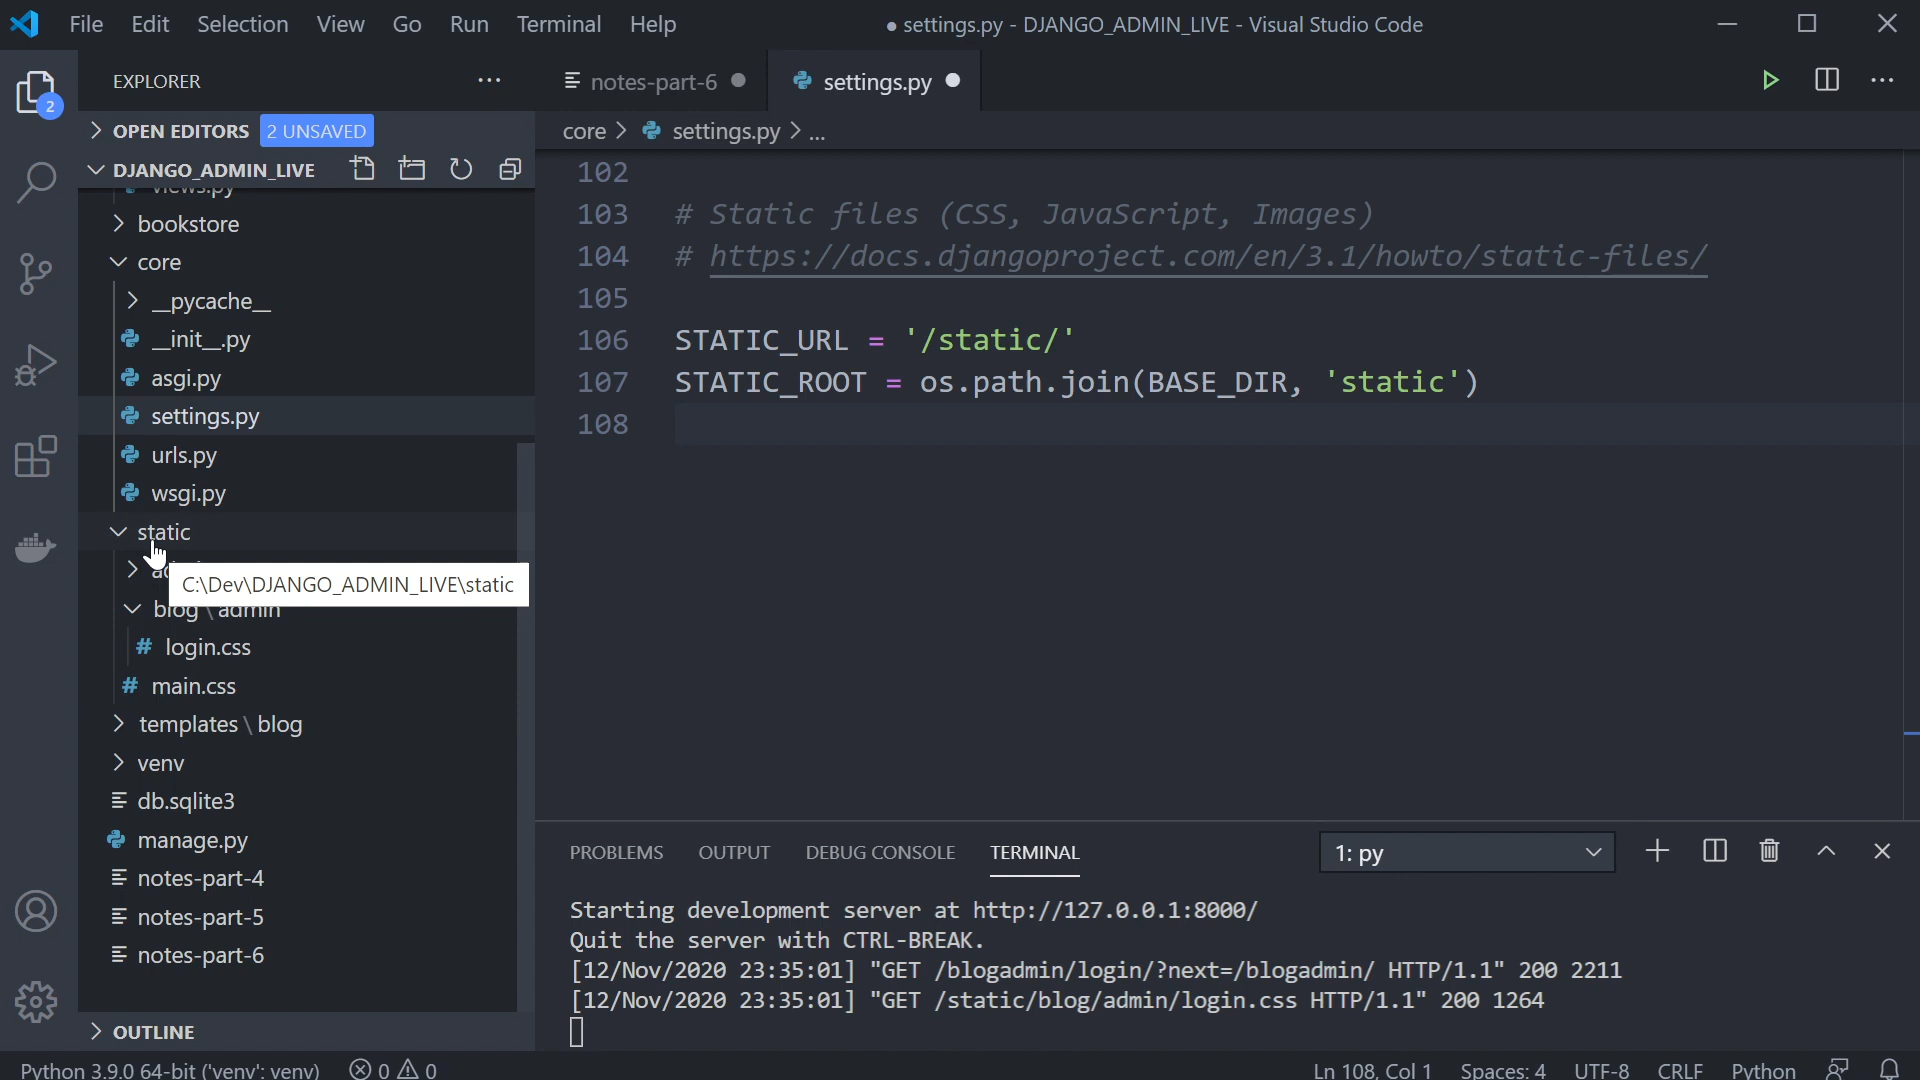 File Edit Selection View Go Run Terminal Help
● settings.py - DJANGO_ADMIN_LIVE - Visual Studio Code
2
EXPLORER
OPEN EDITORS 2 UNSAVED
DJANGO_ADMIN_LIVE
views.py
bookstore
core
__pycache__
__init__.py
asgi.py
settings.py
urls.py
wsgi.py
static
C:\Dev\DJANGO_ADMIN_LIVE\static
blog \ admin
# login.css
# main.css
templates \ blog
venv
db.sqlite3
manage.py
notes-part-4
notes-part-5
notes-part-6
OUTLINE
notes-part-6 settings.py
core > settings.py > ...
102
103 # Static files (CSS, JavaScript, Images)
104 # https://docs.djangoproject.com/en/3.1/howto/static-files/
105
106 STATIC_URL = '/static/'
107 STATIC_ROOT = os.path.join(BASE_DIR, 'static')
108
PROBLEMS OUTPUT DEBUG CONSOLE TERMINAL 1: py
Starting development server at http://127.0.0.1:8000/
Quit the server with CTRL-BREAK.
[12/Nov/2020 23:35:01] "GET /blogadmin/login/?next=/blogadmin/ HTTP/1.1" 200 2211
[12/Nov/2020 23:35:01] "GET /static/blog/admin/login.css HTTP/1.1" 200 1264
Python 3.9.0 64-bit ('venv': venv) 0 0 Ln 108, Col 1 Spaces: 4 UTF-8 CRLF Python